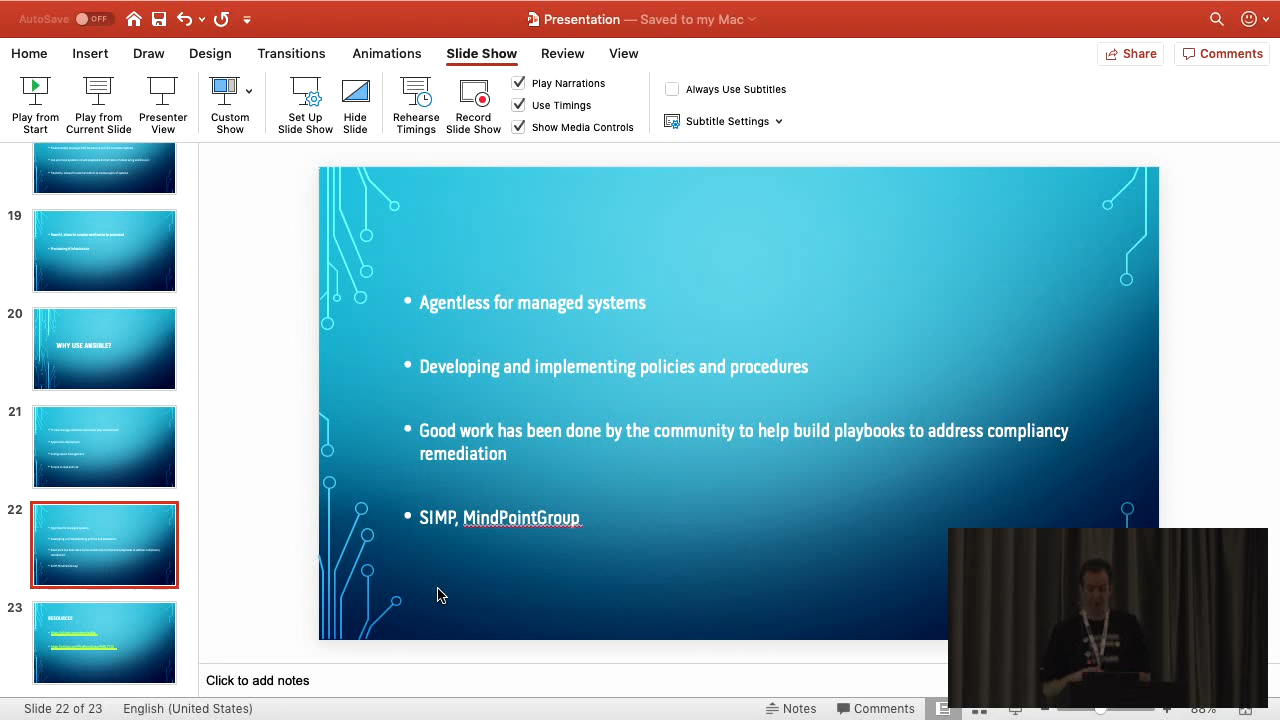 AutoSave OFF
Presentation — Saved to my Mac
Home Insert Draw Design Transitions Animations Slide Show Review View
Share Comments
Play from Start
Play from Current Slide
Presenter View
Custom Show
Set Up Slide Show
Hide Slide
Rehearse Timings
Record Slide Show
Play Narrations
Use Timings
Show Media Controls
Always Use Subtitles
Subtitle Settings
19
20
WHY USE ANSIBLE?
21
22
23
RESOURCES
• Agentless for managed systems
• Developing and implementing policies and procedures
• Good work has been done by the community to help build playbooks to address compliancy
remediation
• SIMP, MindPointGroup
Click to add notes
Slide 22 of 23 English (United States) Notes Comments 88%